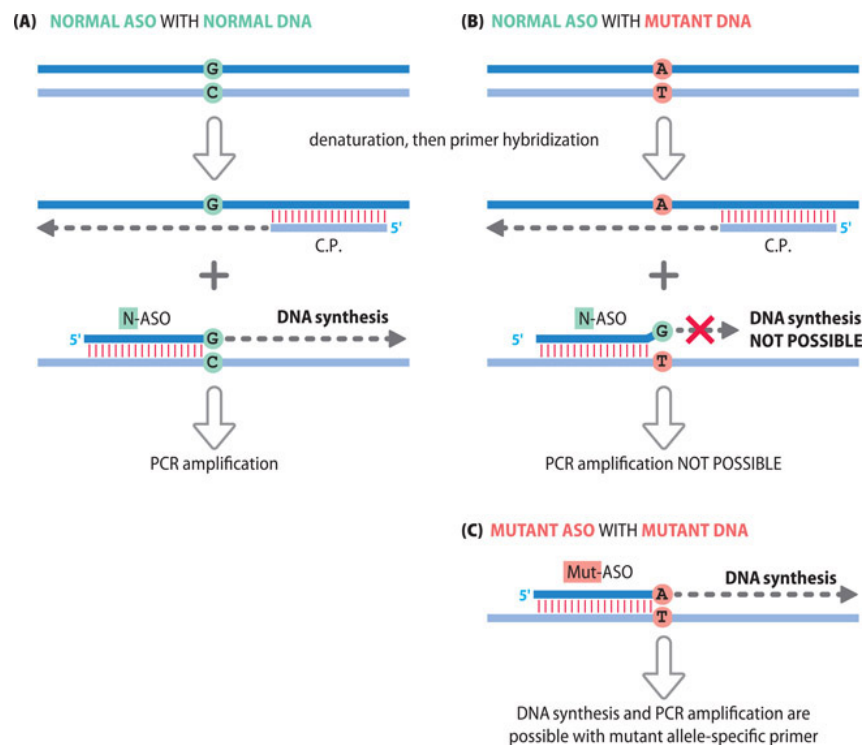 (A) NORMAL ASO WITH NORMAL DNA
G
C
(B) NORMAL ASO WITH MUTANT DNA
A
T
denaturation, then primer hybridization
G
5'
C.P.
A
5'
C.P.
+
+
N-ASO
DNA synthesis
5'
G
C
N-ASO
5'
G
T
DNA synthesis
NOT POSSIBLE
PCR amplification
PCR amplification NOT POSSIBLE
(C) MUTANT ASO WITH MUTANT DNA
Mut-ASO
DNA synthesis
5'
A
T
DNA synthesis and PCR amplification are
possible with mutant allele-specific primer